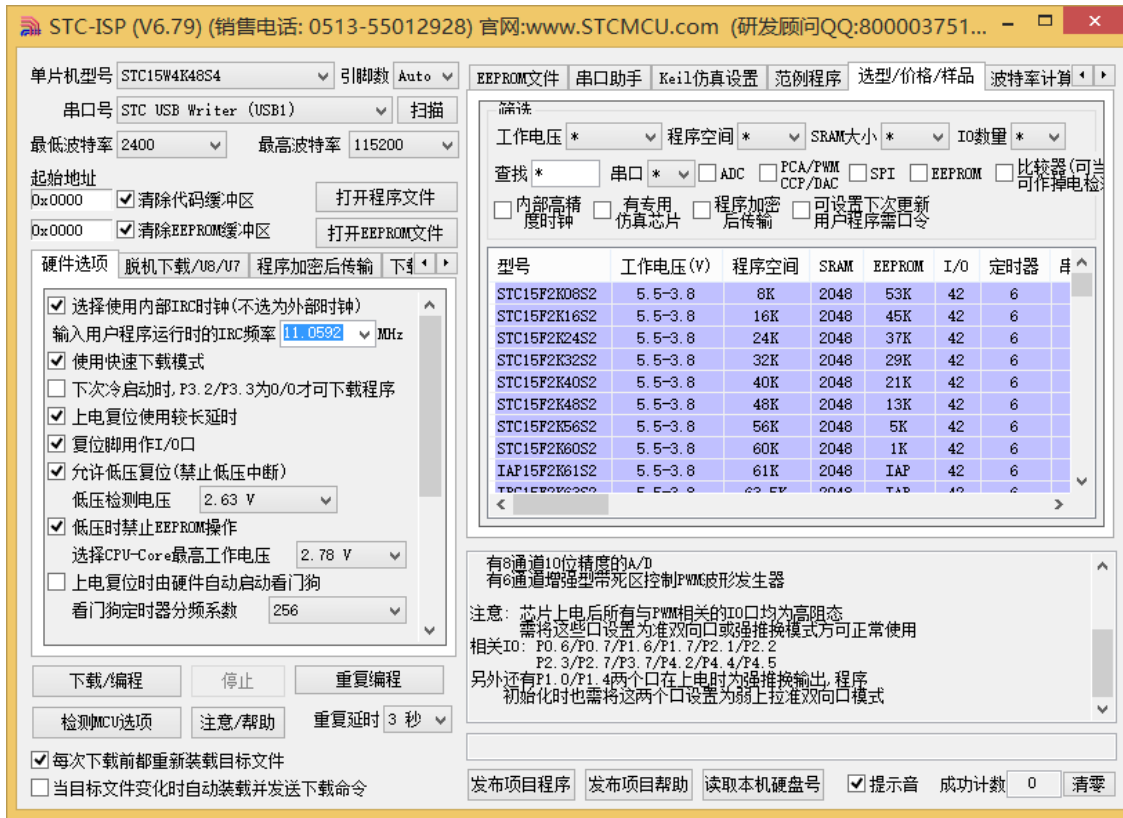 STC-ISP (V6.79) (销售电话: 0513-55012928) 官网:www.STCMCU.com (研发顾问QQ:800003751...
单片机型号 STC15W4K48S4 引脚数 Auto
串口号 STC USB Writer (USB1) 扫描
最低波特率 2400 最高波特率 115200
起始地址
0x0000 清除代码缓冲区 打开程序文件
0x0000 清除EEPROM缓冲区 打开EEPROM文件
硬件选项 脱机下载/U8/U7 程序加密后传输
选择使用内部IRC时钟(不选为外部时钟)
输入用户程序运行时的IRC频率 11.0592 MHz
使用快速下载模式
下次冷启动时,P3.2/P3.3为0/0才可下载程序
上电复位使用较长延时
复位脚用作I/O口
允许低压复位(禁止低压中断)
低压检测电压 2.63 V
低压时禁止EEPROM操作
选择CPU-Core最高工作电压 2.78 V
上电复位时由硬件自动启动看门狗
看门狗定时器分频系数 256
下载/编程 停止 重复编程
检测MCU选项 注意/帮助 重复延时 3 秒
每次下载前都重新装载目标文件
当目标文件变化时自动装载并发送下载命令
EEPROM文件 串口助手 Keil仿真设置 范例程序 选型/价格/样品 波特率计算
筛选
工作电压 * 程序空间 * SRAM大小 * IO数量 *
查找 * 串口 * ADC PCA/PWM CCP/DAC SPI EEPROM 比较器(可当 可作掉电检
内部高精度时钟 有专用仿真芯片 程序加密后传输 可设置下次更新用户程序需口令
型号 工作电压(V) 程序空间 SRAM EEPROM I/O 定时器 串
STC15F2K08S2 5.5-3.8 8K 2048 53K 42 6
STC15F2K16S2 5.5-3.8 16K 2048 45K 42 6
STC15F2K24S2 5.5-3.8 24K 2048 37K 42 6
STC15F2K32S2 5.5-3.8 32K 2048 29K 42 6
STC15F2K40S2 5.5-3.8 40K 2048 21K 42 6
STC15F2K48S2 5.5-3.8 48K 2048 13K 42 6
STC15F2K56S2 5.5-3.8 56K 2048 5K 42 6
STC15F2K60S2 5.5-3.8 60K 2048 1K 42 6
IAP15F2K61S2 5.5-3.8 61K 2048 IAP 42 6
有8通道10位精度的A/D
有6通道增强型带死区控制PWM波形发生器
注意: 芯片上电后所有与PWM相关的IO口均为高阻态
需将这些口设置为准双向口或强推挽模式方可正常使用
相关IO: P0.6/P0.7/P1.6/P1.7/P2.1/P2.2
P2.3/P2.7/P3.7/P4.2/P4.4/P4.5
另外还有P1.0/P1.4两个口在上电时为强推挽输出,程序
初始化时也需将这两个口设置为弱上拉准双向口模式
发布项目程序 发布项目帮助 读取本机硬盘号 提示音 成功计数 0 清零